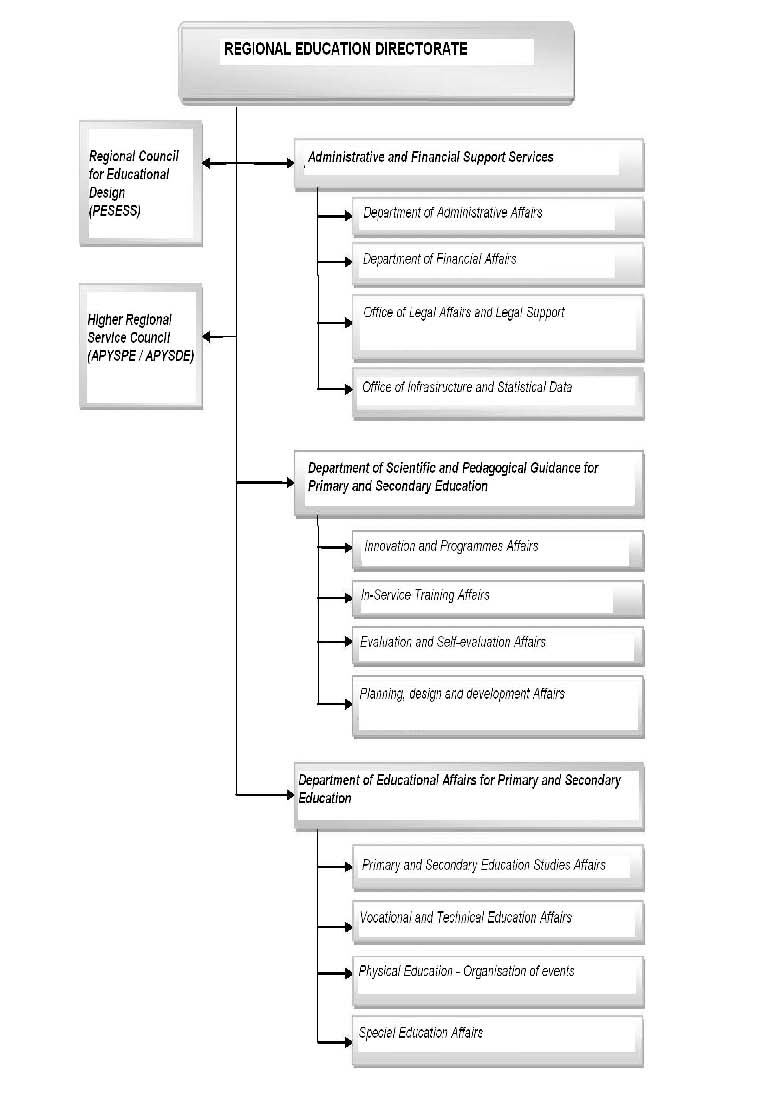 REGIONAL EDUCATION DIRECTORATE
Regional Council
for Educational
Design
(PESESS)
Administrative and Financial Support Services
Department of Administrative Affairs
Department of Financial Affairs
Office of Legal Affairs and Legal Support
Office of Infrastructure and Statistical Data
Higher Regional
Service Council
(APYSPE / APYSDE)
Department of Scientific and Pedagogical Guidance for
Primary and Secondary Education
Innovation and Programmes Affairs
In-Service Training Affairs
Evaluation and Self-evaluation Affairs
Planning, design and development Affairs
Department of Educational Affairs for Primary and Secondary
Education
Primary and Secondary Education Studies Affairs
Vocational and Technical Education Affairs
Physical Education - Organisation of events
Special Education Affairs